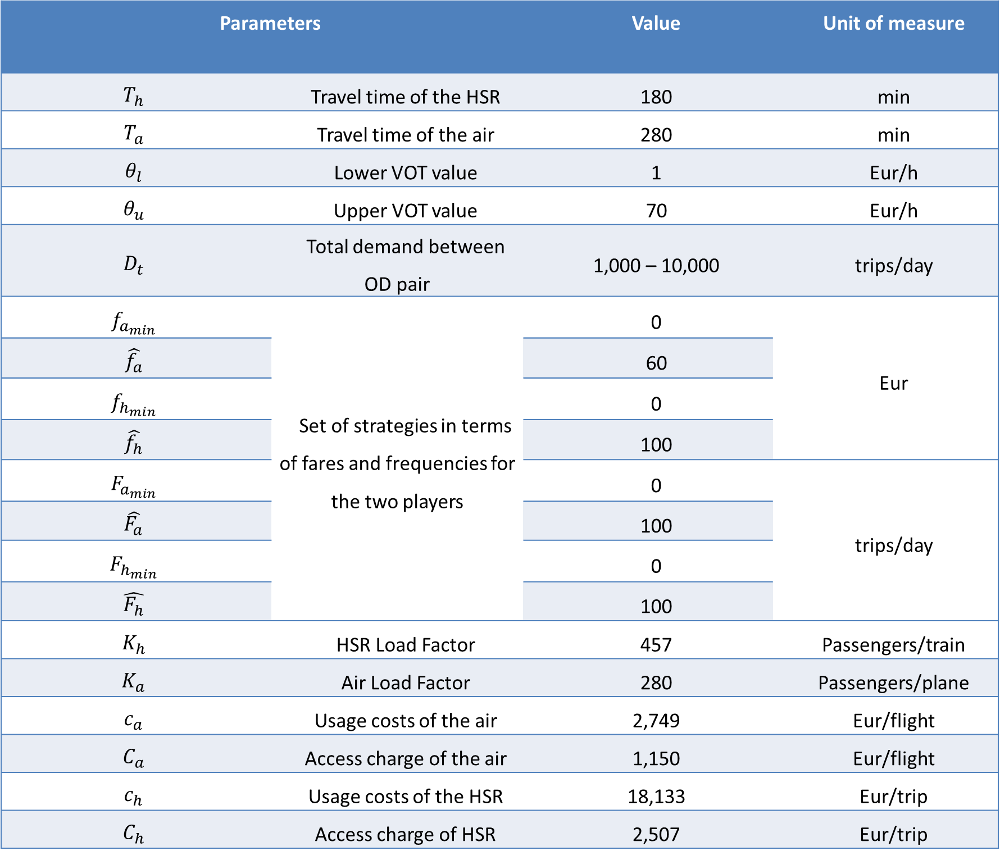 Parameters Value Unit of measure
T_h Travel time of the HSR 180 min
T_a Travel time of the air 280 min
θ_l Lower VOT value 1 Eur/h
θ_u Upper VOT value 70 Eur/h
D_t Total demand between OD pair 1,000 – 10,000 trips/day
f_{a_{min}} 0
\hat{f_a} 60
f_{h_{min}} 0
Eur
\hat{f_h} 100
Set of strategies in terms
of fares and frequencies for
the two players
F_{a_{min}} 0
\hat{F_a} 100
trips/day
F_{h_{min}} 0
\hat{F_h} 100
K_h HSR Load Factor 457 Passengers/train
K_a Air Load Factor 280 Passengers/plane
c_a Usage costs of the air 2,749 Eur/flight
C_a Access charge of the air 1,150 Eur/flight
c_h Usage costs of the HSR 18,133 Eur/trip
C_h Access charge of HSR 2,507 Eur/trip